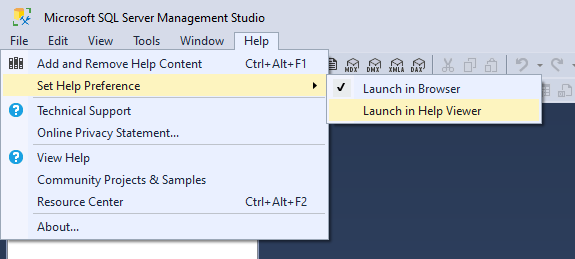 Microsoft SQL Server Management Studio
File Edit View Tools Window Help
Add and Remove Help Content Ctrl+Alt+F1
MDX DMX XMLA DAX
Set Help Preference
Launch in Browser
Technical Support
Launch in Help Viewer
Online Privacy Statement...
View Help
Community Projects & Samples
Resource Center Ctrl+Alt+F2
About...